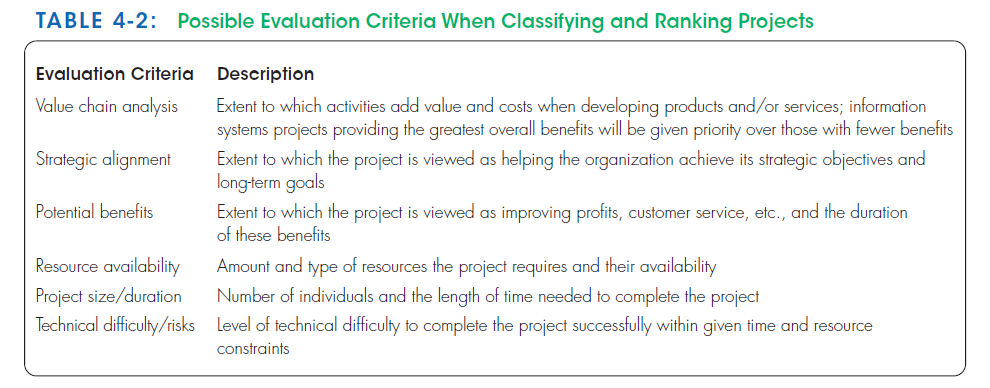 TABLE 4-2: Possible Evaluation Criteria When Classifying and Ranking Projects
Evaluation Criteria Description
Value chain analysis Extent to which activities add value and costs when developing products and/or services; information
systems projects providing the greatest overall benefits will be given priority over those with fewer benefits
Strategic alignment Extent to which the project is viewed as helping the organization achieve its strategic objectives and
long-term goals
Potential benefits Extent to which the project is viewed as improving profits, customer service, etc., and the duration
of these benefits
Resource availability Amount and type of resources the project requires and their availability
Project size/duration Number of individuals and the length of time needed to complete the project
Technical difficulty/risks Level of technical difficulty to complete the project successfully within given time and resource
constraints